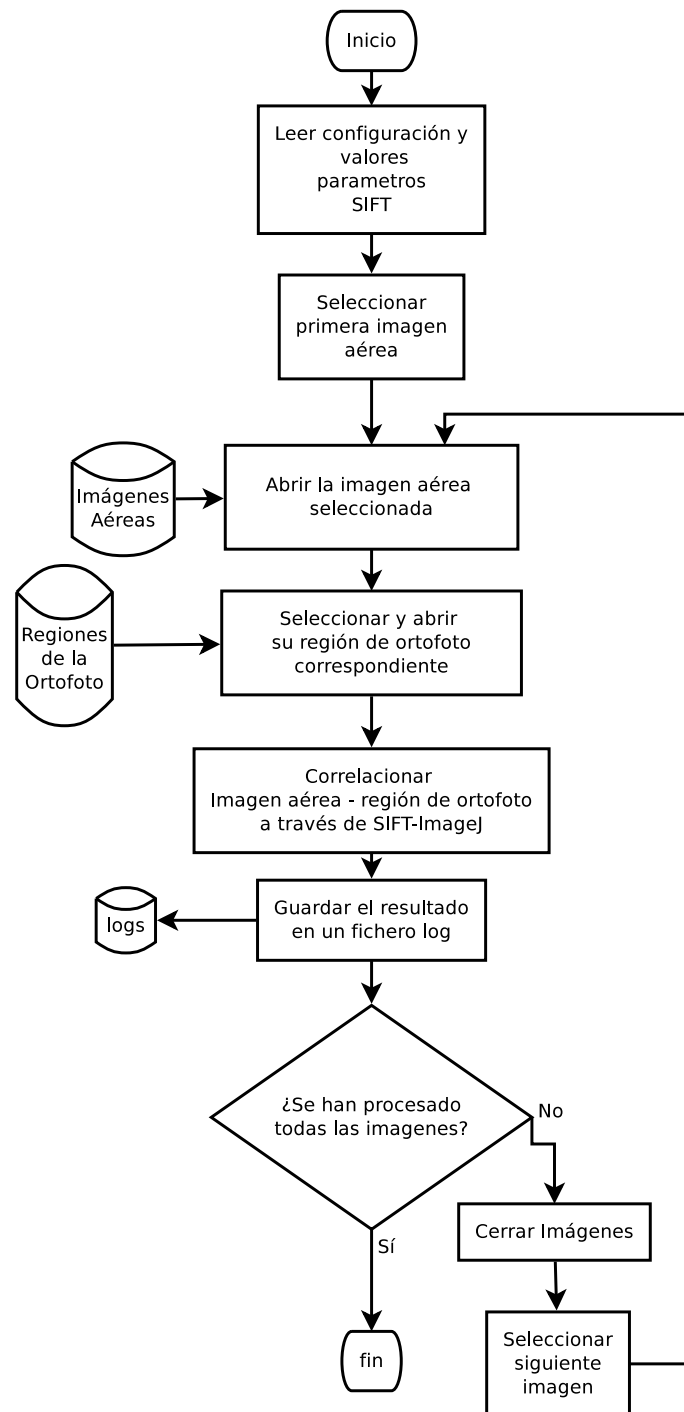 Inicio
Leer configuración y
valores
parametros
SIFT
Seleccionar
primera imagen
aérea
Imágenes
Aéreas
Abrir la imagen aérea
seleccionada
Regiones
de la
Ortofoto
Seleccionar y abrir
su región de ortofoto
correspondiente
Correlacionar
Imagen aérea - región de ortofoto
a través de SIFT-ImageJ
logs
Guardar el resultado
en un fichero log
¿Se han procesado
todas las imagenes?
No
Sí
Cerrar Imágenes
fin
Seleccionar
siguiente
imagen